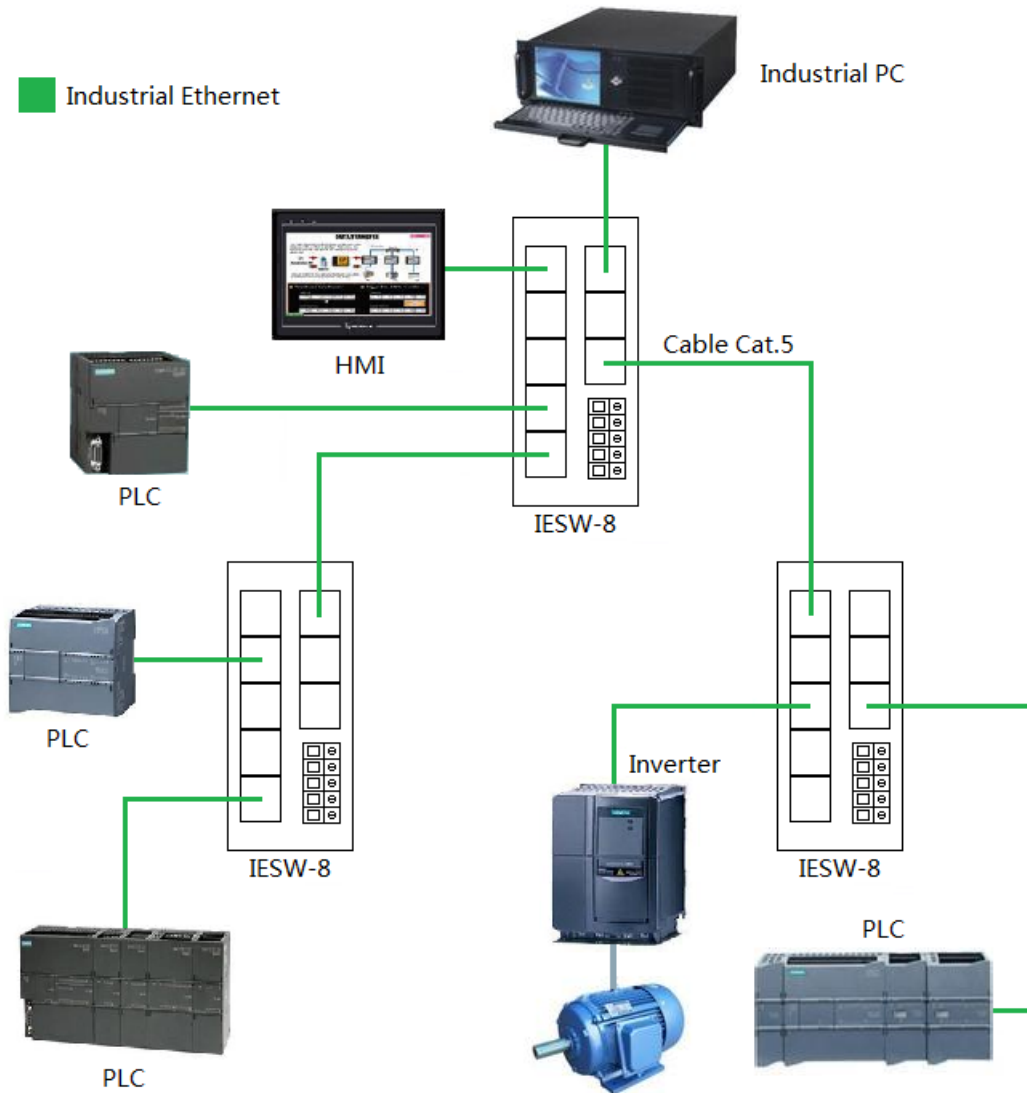 Industrial PC
Industrial Ethernet
HMI
Cable Cat.5
PLC
IESW-8
PLC
Inverter
IESW-8
IESW-8
PLC
PLC